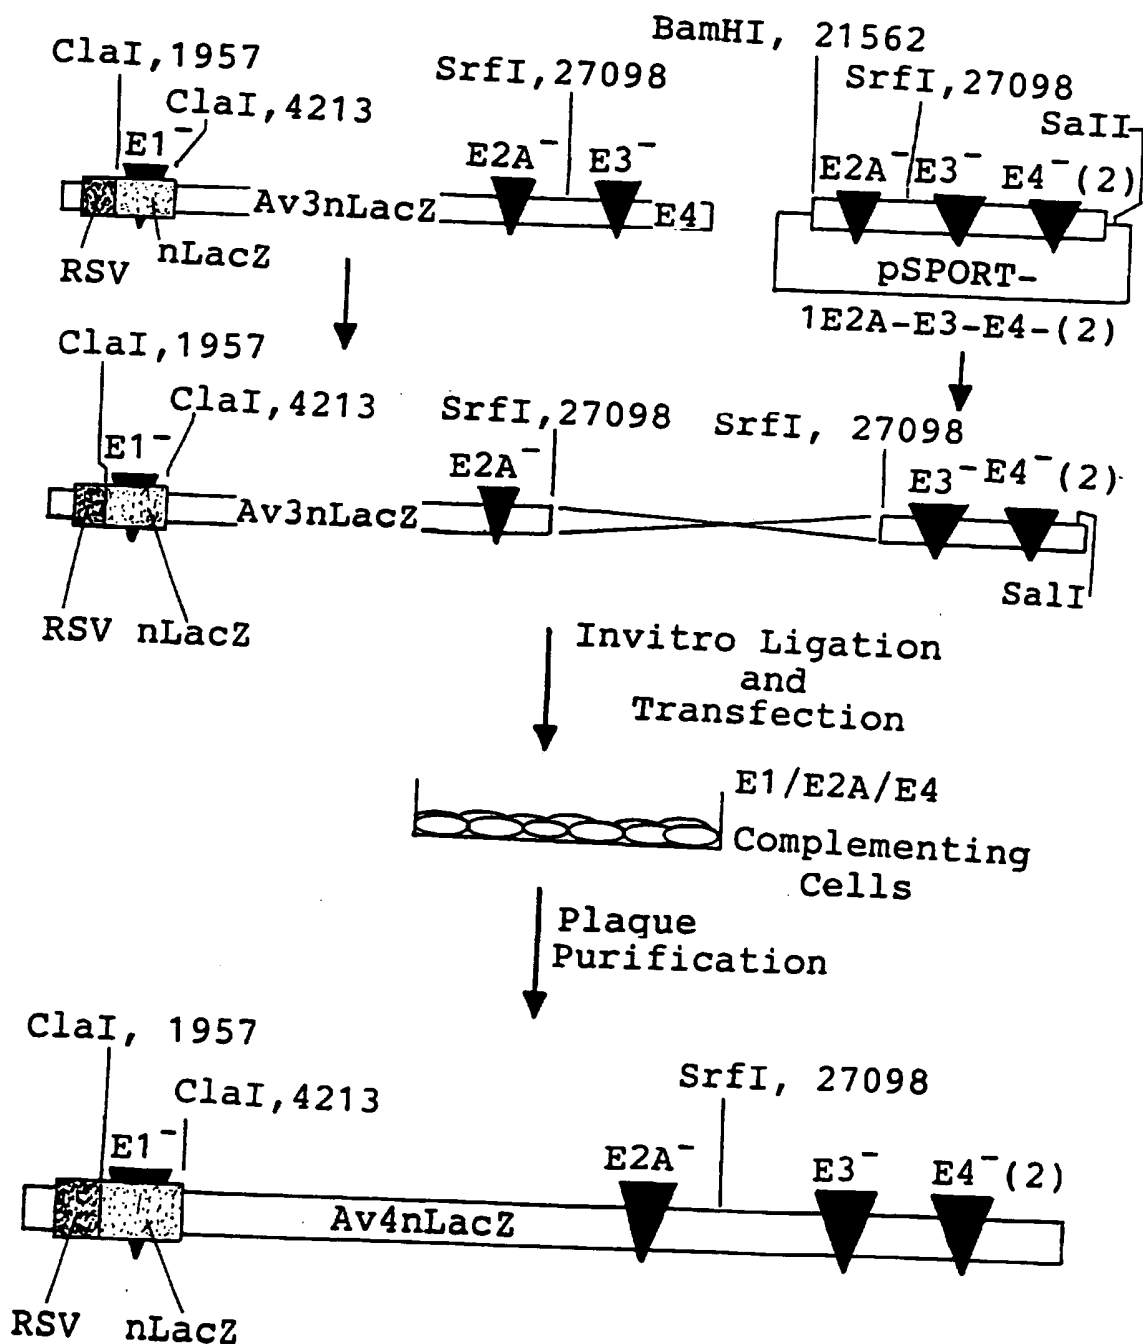 ClaI,1957
ClaI,4213
E1⁻
SrfI,27098
E2A⁻
E3⁻
Av3nLacZ
E4
RSV
nLacZ
BamHI, 21562
SrfI,27098
SaII
E2A⁻
E3⁻
E4⁻(2)
pSPORT-
1E2A-E3-E4-(2)
ClaI,1957
ClaI,4213
E1⁻
SrfI,27098
E2A⁻
SrfI, 27098
E3⁻
E4⁻(2)
Av3nLacZ
SalI
RSV
nLacZ
Invitro Ligation
and
Transfection
E1/E2A/E4
Complementing
Cells
Plaque
Purification
ClaI, 1957
ClaI,4213
E1⁻
SrfI, 27098
E2A⁻
E3⁻
E4⁻(2)
Av4nLacZ
RSV
nLacZ